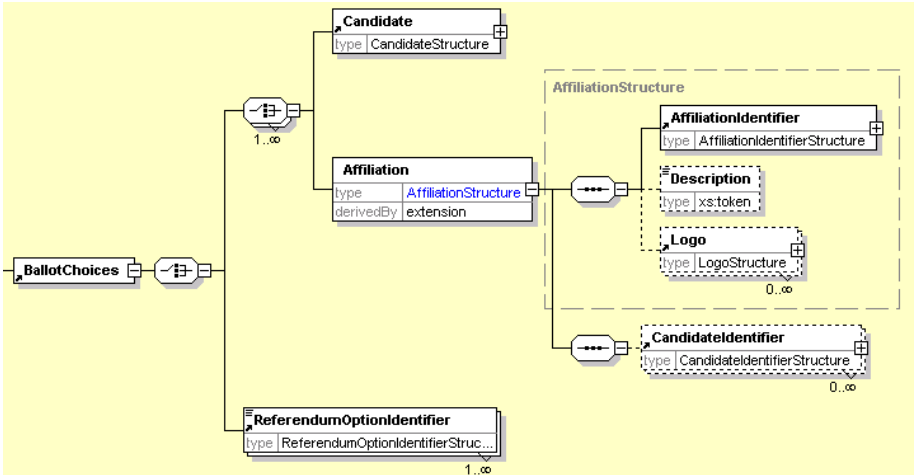 Candidate
type CandidateStructure
1..∞
AffiliationStructure
AffiliationIdentifier
type AffiliationIdentifierStructure
Affiliation
type AffiliationStructure
derivedBy extension
Description
type xs:token
Logo
type LogoStructure
0..∞
BallotChoices
CandidateIdentifier
type CandidateIdentifierStructure
0..∞
ReferendumOptionIdentifier
type ReferendumOptionIdentifierStruc...
1..∞